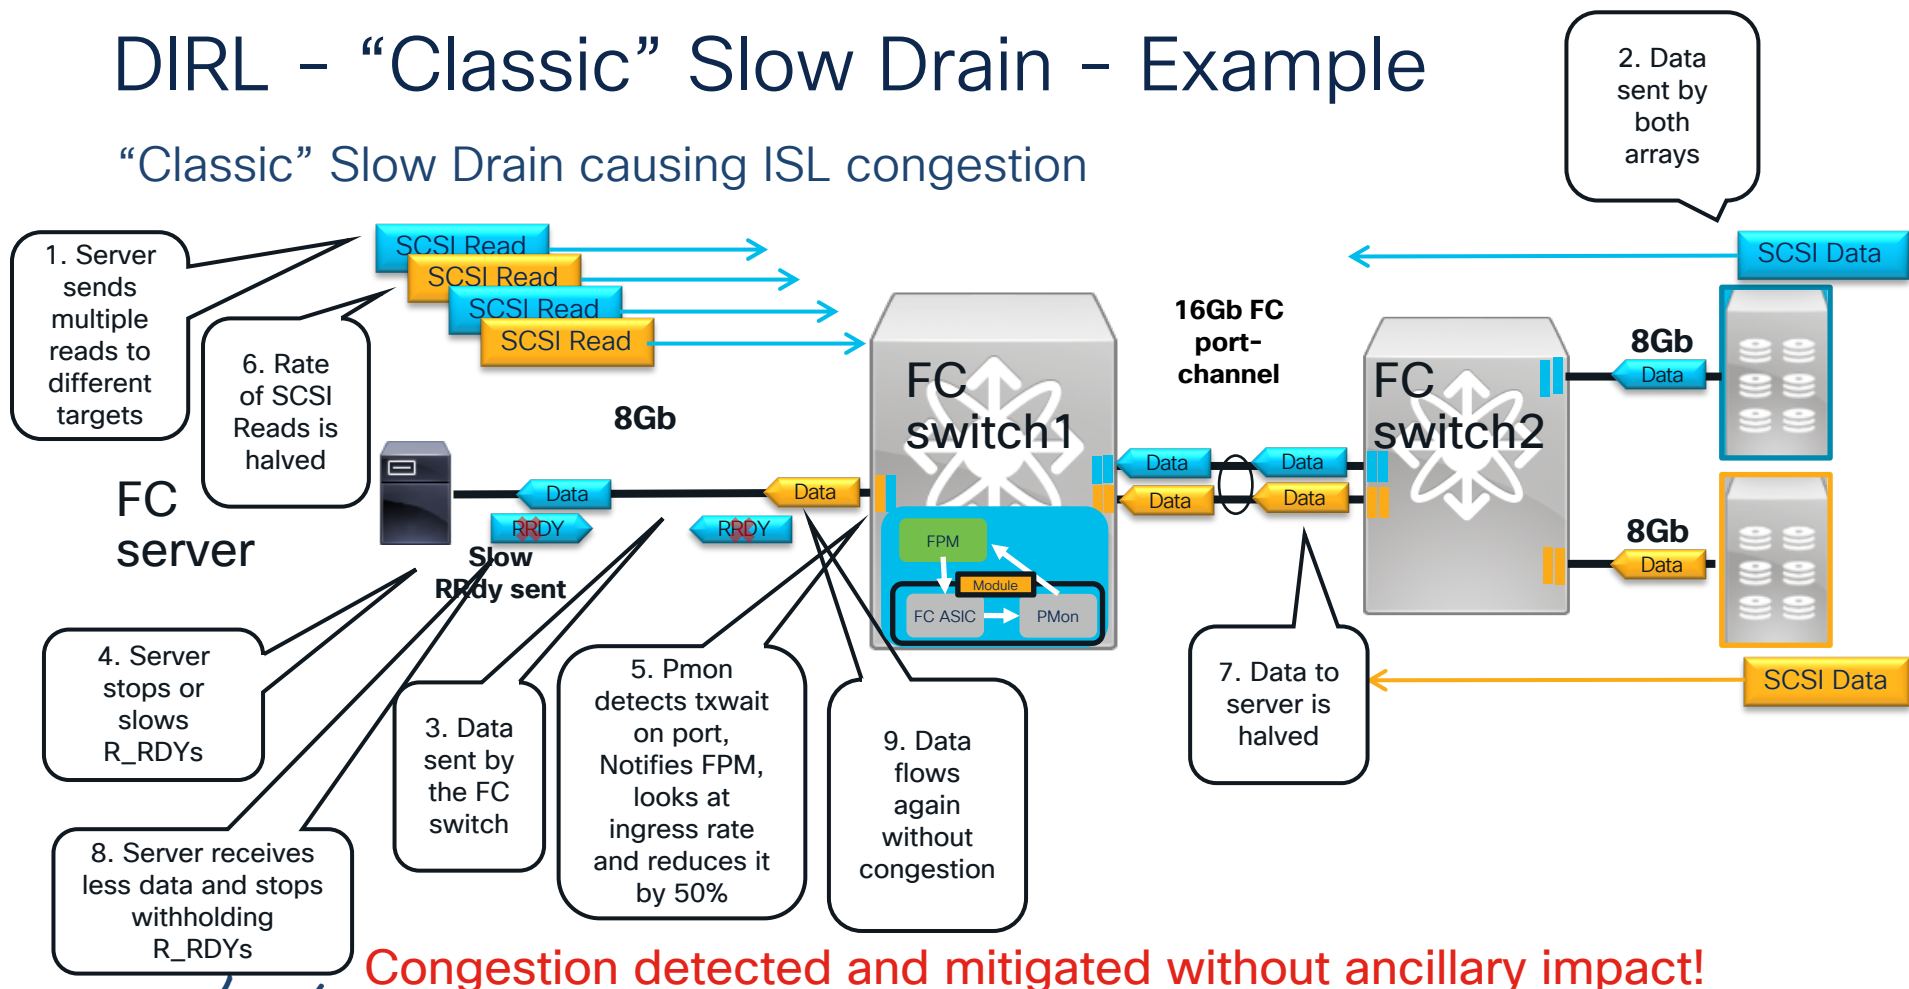 DIRL – “Classic” Slow Drain – Example
“Classic” Slow Drain causing ISL congestion
1. Server
sends
multiple
reads to
different
targets
2. Data
sent by
both
arrays
SCSI Read
SCSI Read
SCSI Read
SCSI Read
SCSI Data
6. Rate
of SCSI
Reads is
halved
8Gb
16Gb FC
port-
channel
8Gb
Data
FC
switch1
FC
switch2
FC
server
Data
Data
Data
Data
Data
Data
RRDY
RRDY
Slow
RRdy sent
FPM
Module
FC ASIC
PMon
8Gb
Data
SCSI Data
4. Server
stops or
slows
R_RDYs
3. Data
sent by
the FC
switch
5. Pmon
detects txwait
on port,
Notifies FPM,
looks at
ingress rate
and reduces it
by 50%
9. Data
flows
again
without
congestion
7. Data to
server is
halved
8. Server receives
less data and stops
withholding
R_RDYs
Congestion detected and mitigated without ancillary impact!